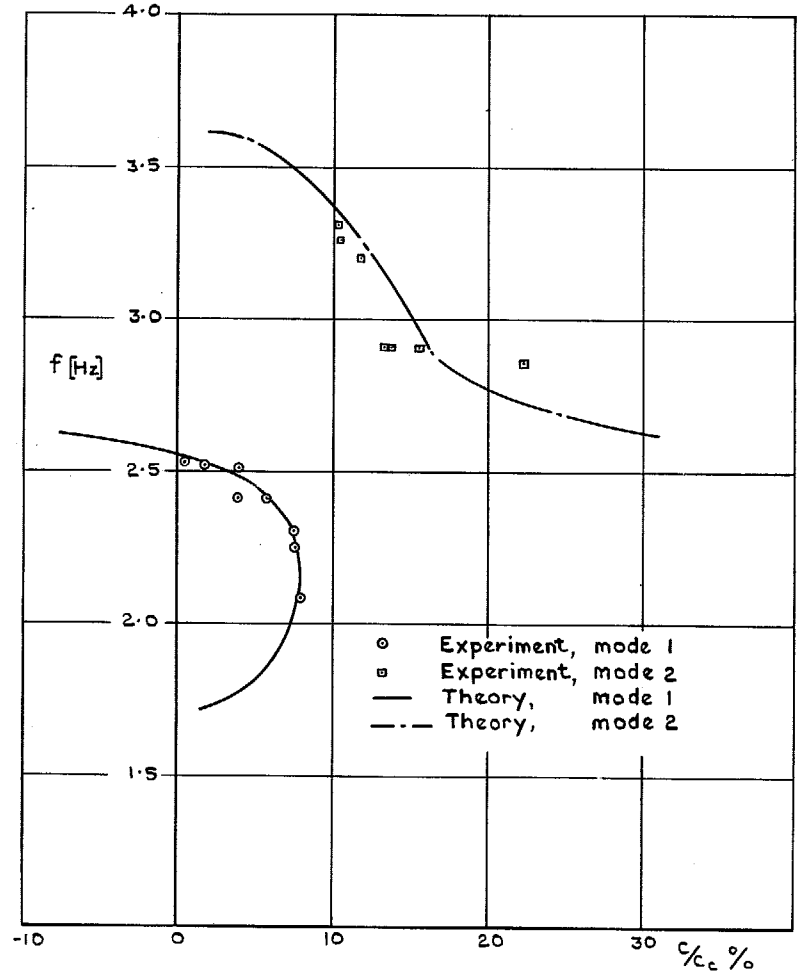 4.0
3.5
3.0
f [Hz]
2.5
2.0
Experiment, mode 1
Experiment, mode 2
Theory, mode 1
Theory, mode 2
1.5
-10 0 10 20 30 c/cc %